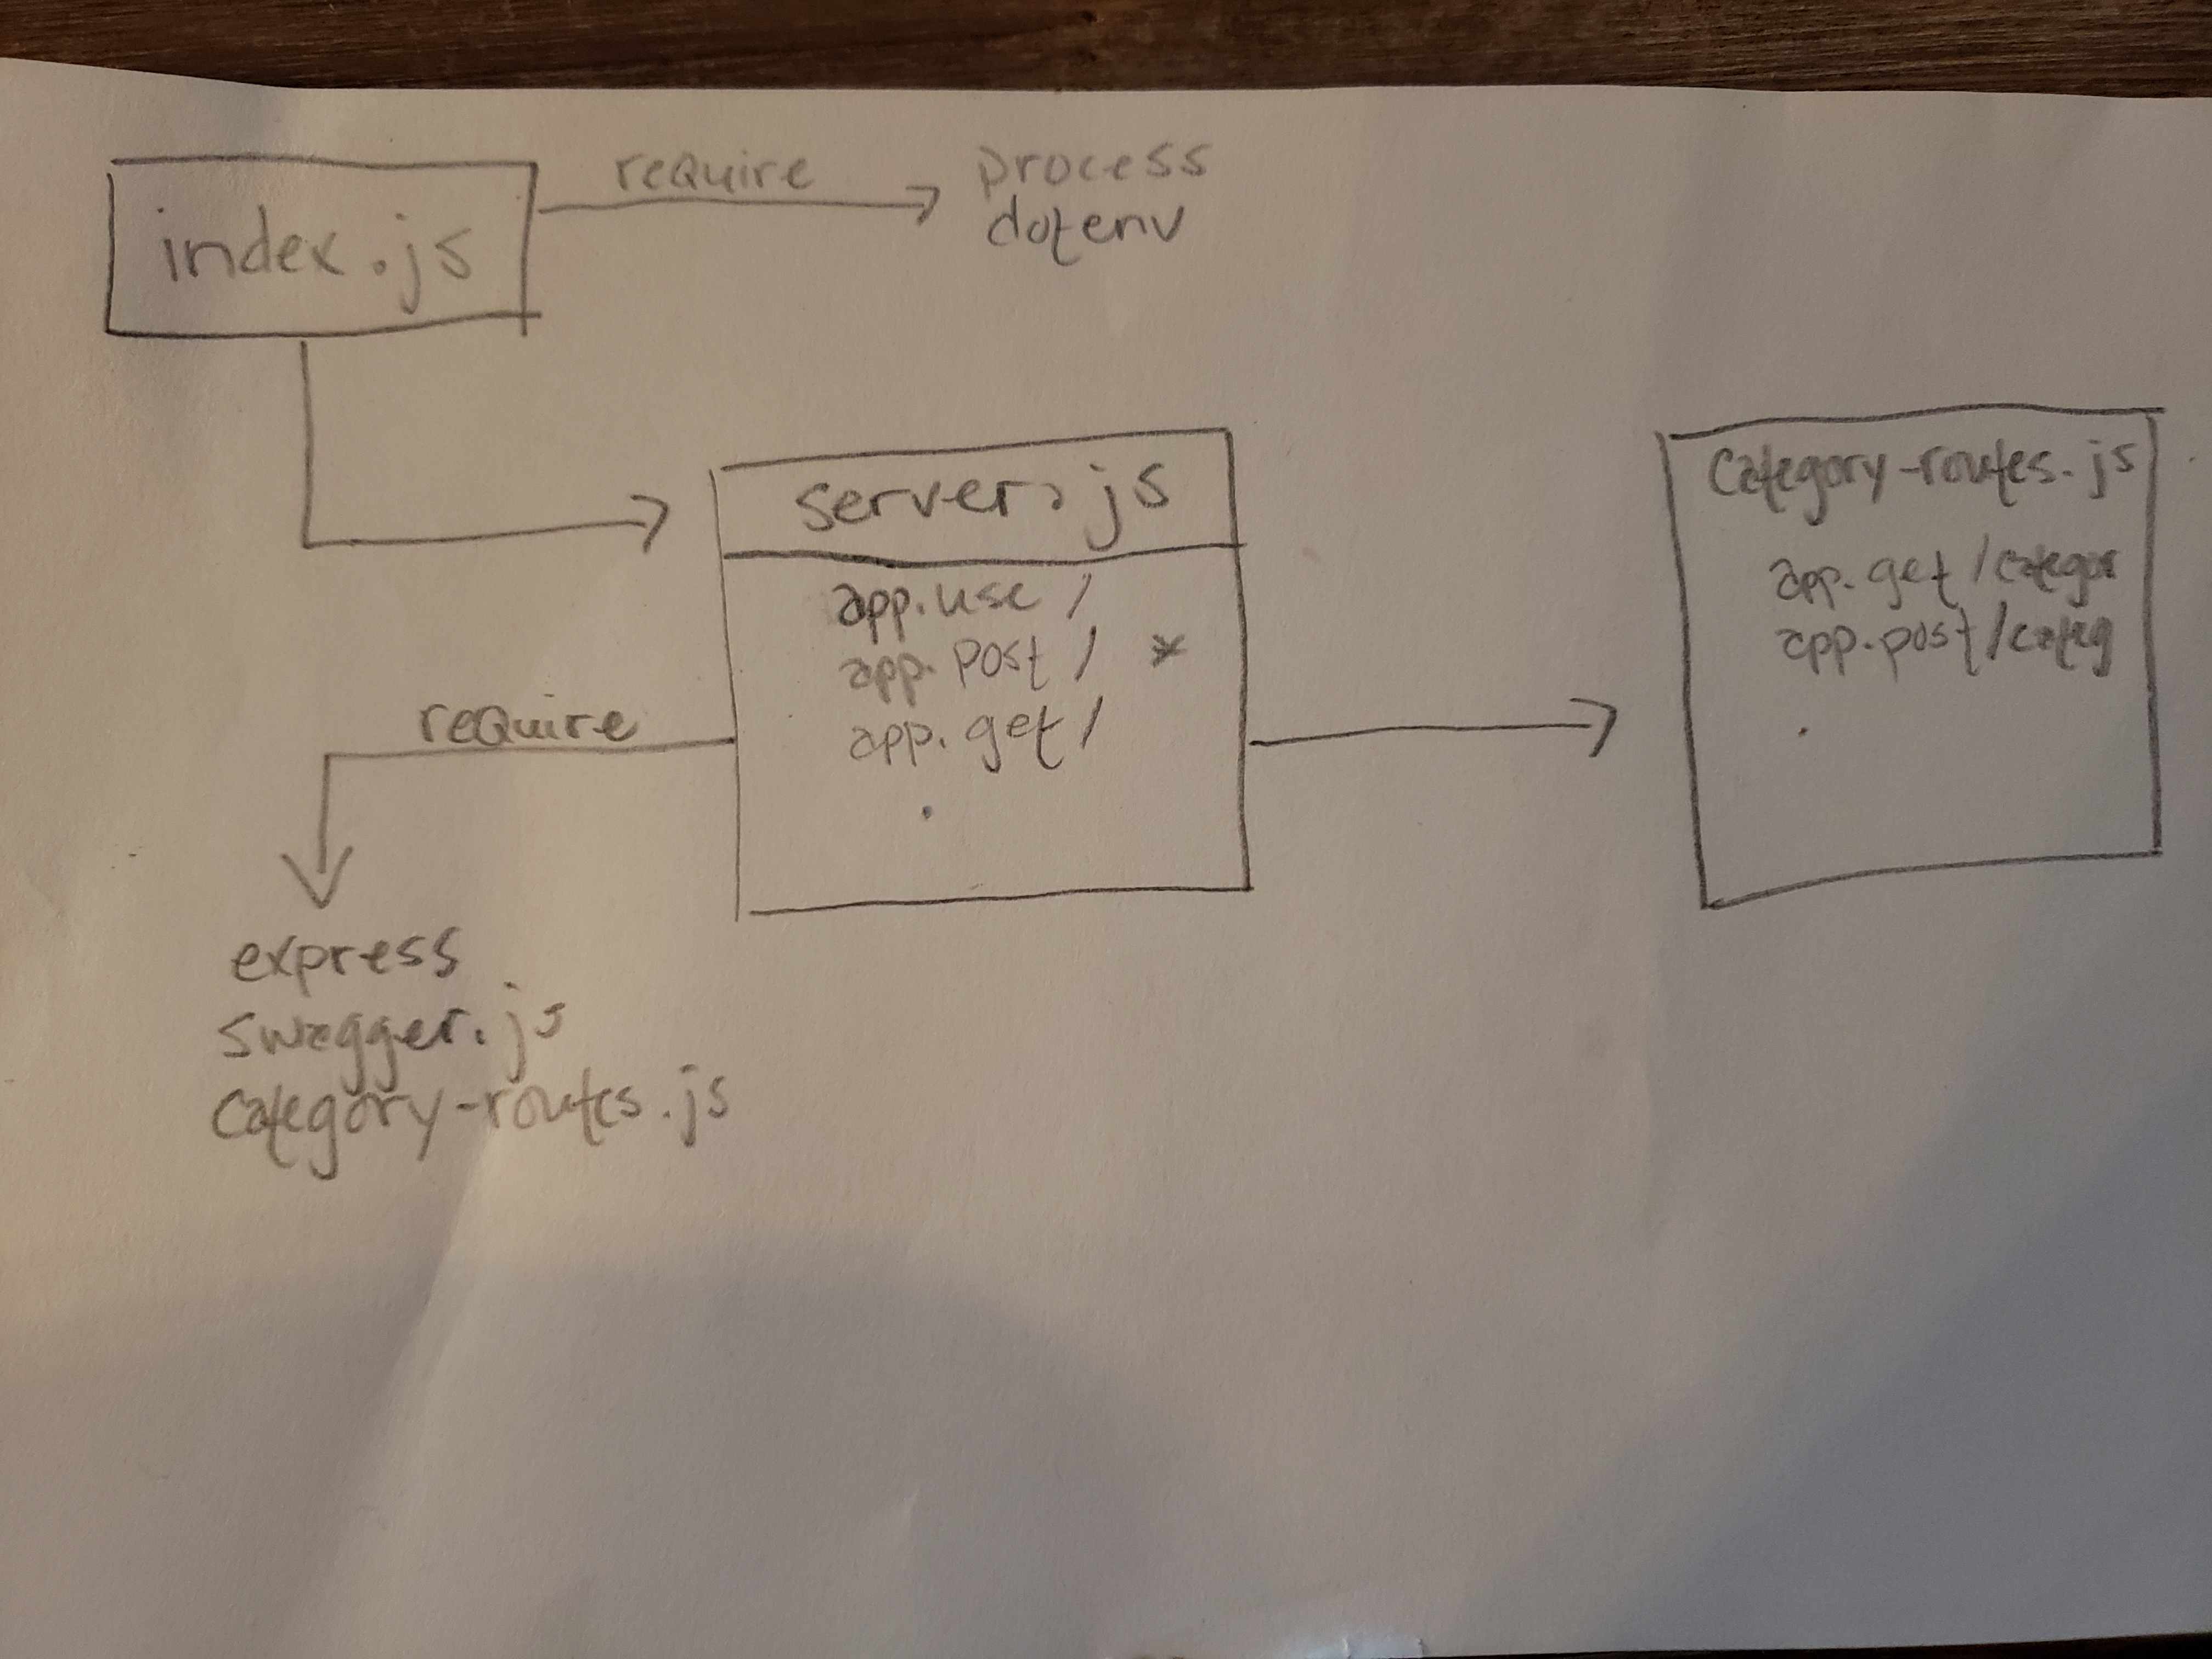 require
process
dotenv
index.js
server.js
app.use /
app.post / *
app.get /
.
category-routes.js
app.get /categor
app.post /categ
.
require
express
swagger.js
category-routes.js